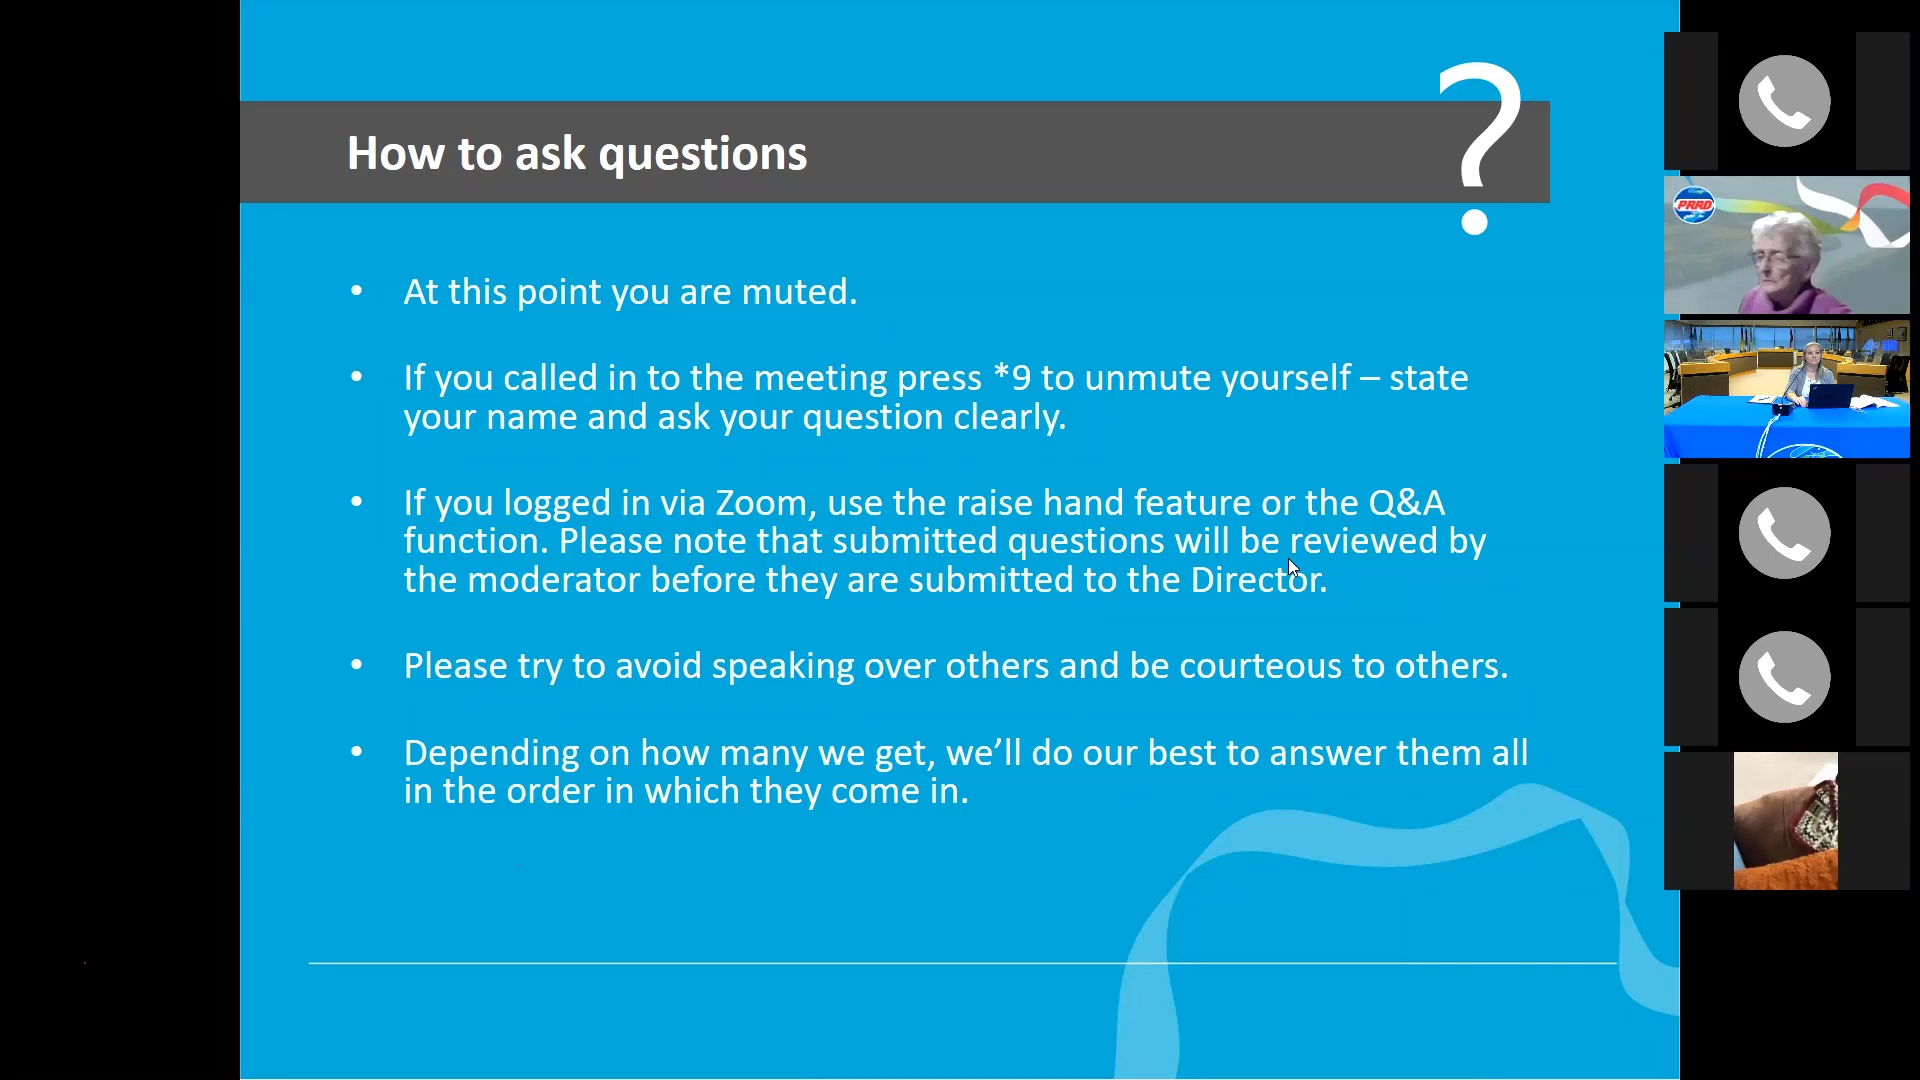 ?
How to ask questions
• At this point you are muted.
• If you called in to the meeting press *9 to unmute yourself – state
your name and ask your question clearly.
• If you logged in via Zoom, use the raise hand feature or the Q&A
function. Please note that submitted questions will be reviewed by
the moderator before they are submitted to the Director.
• Please try to avoid speaking over others and be courteous to others.
• Depending on how many we get, we’ll do our best to answer them all
in the order in which they come in.
PRRD